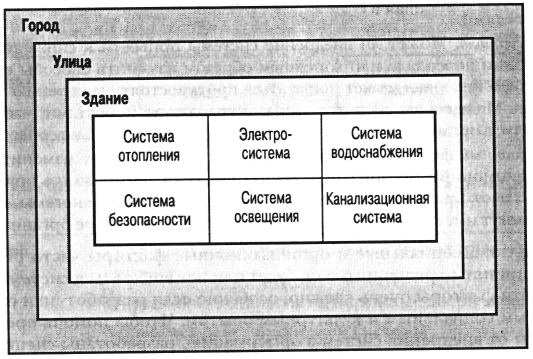 Город
Улица
Здание
Система
отопления
Электро-
система
Система
водоснабжения
Система
безопасности
Система
освещения
Канализационная
система